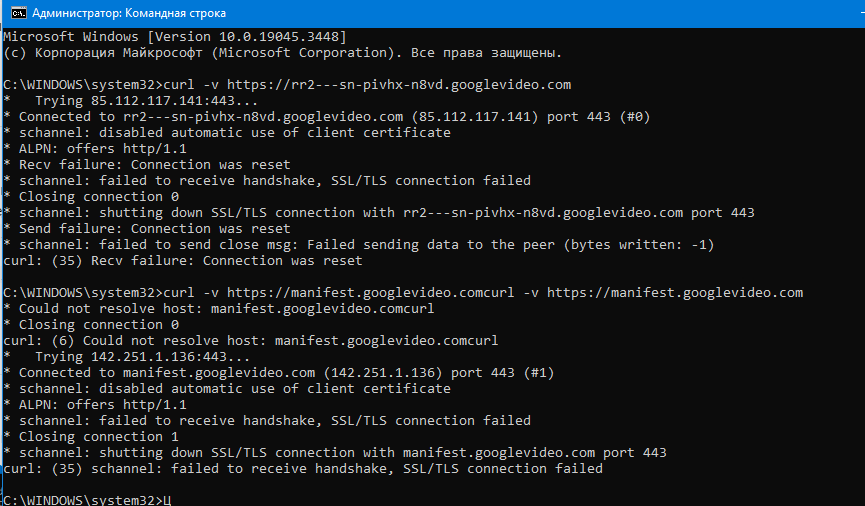 Администратор: Командная строка
Microsoft Windows [Version 10.0.19045.3448]
(c) Корпорация Майкрософт (Microsoft Corporation). Все права защищены.
C:\WINDOWS\system32>curl -v https://rr2---sn-pivhx-n8vd.googlevideo.com
*   Trying 85.112.117.141:443...
* Connected to rr2---sn-pivhx-n8vd.googlevideo.com (85.112.117.141) port 443 (#0)
* schannel: disabled automatic use of client certificate
* ALPN: offers http/1.1
* Recv failure: Connection was reset
* schannel: failed to receive handshake, SSL/TLS connection failed
* Closing connection 0
* schannel: shutting down SSL/TLS connection with rr2---sn-pivhx-n8vd.googlevideo.com port 443
* Send failure: Connection was reset
* schannel: failed to send close msg: Failed sending data to the peer (bytes written: -1)
curl: (35) Recv failure: Connection was reset
C:\WINDOWS\system32>curl -v https://manifest.googlevideo.comcurl -v https://manifest.googlevideo.com
* Could not resolve host: manifest.googlevideo.comcurl
* Closing connection 0
curl: (6) Could not resolve host: manifest.googlevideo.comcurl
*   Trying 142.251.1.136:443...
* Connected to manifest.googlevideo.com (142.251.1.136) port 443 (#1)
* schannel: disabled automatic use of client certificate
* ALPN: offers http/1.1
* schannel: failed to receive handshake, SSL/TLS connection failed
* Closing connection 1
* schannel: shutting down SSL/TLS connection with manifest.googlevideo.com port 443
curl: (35) schannel: failed to receive handshake, SSL/TLS connection failed
C:\WINDOWS\system32>Ц